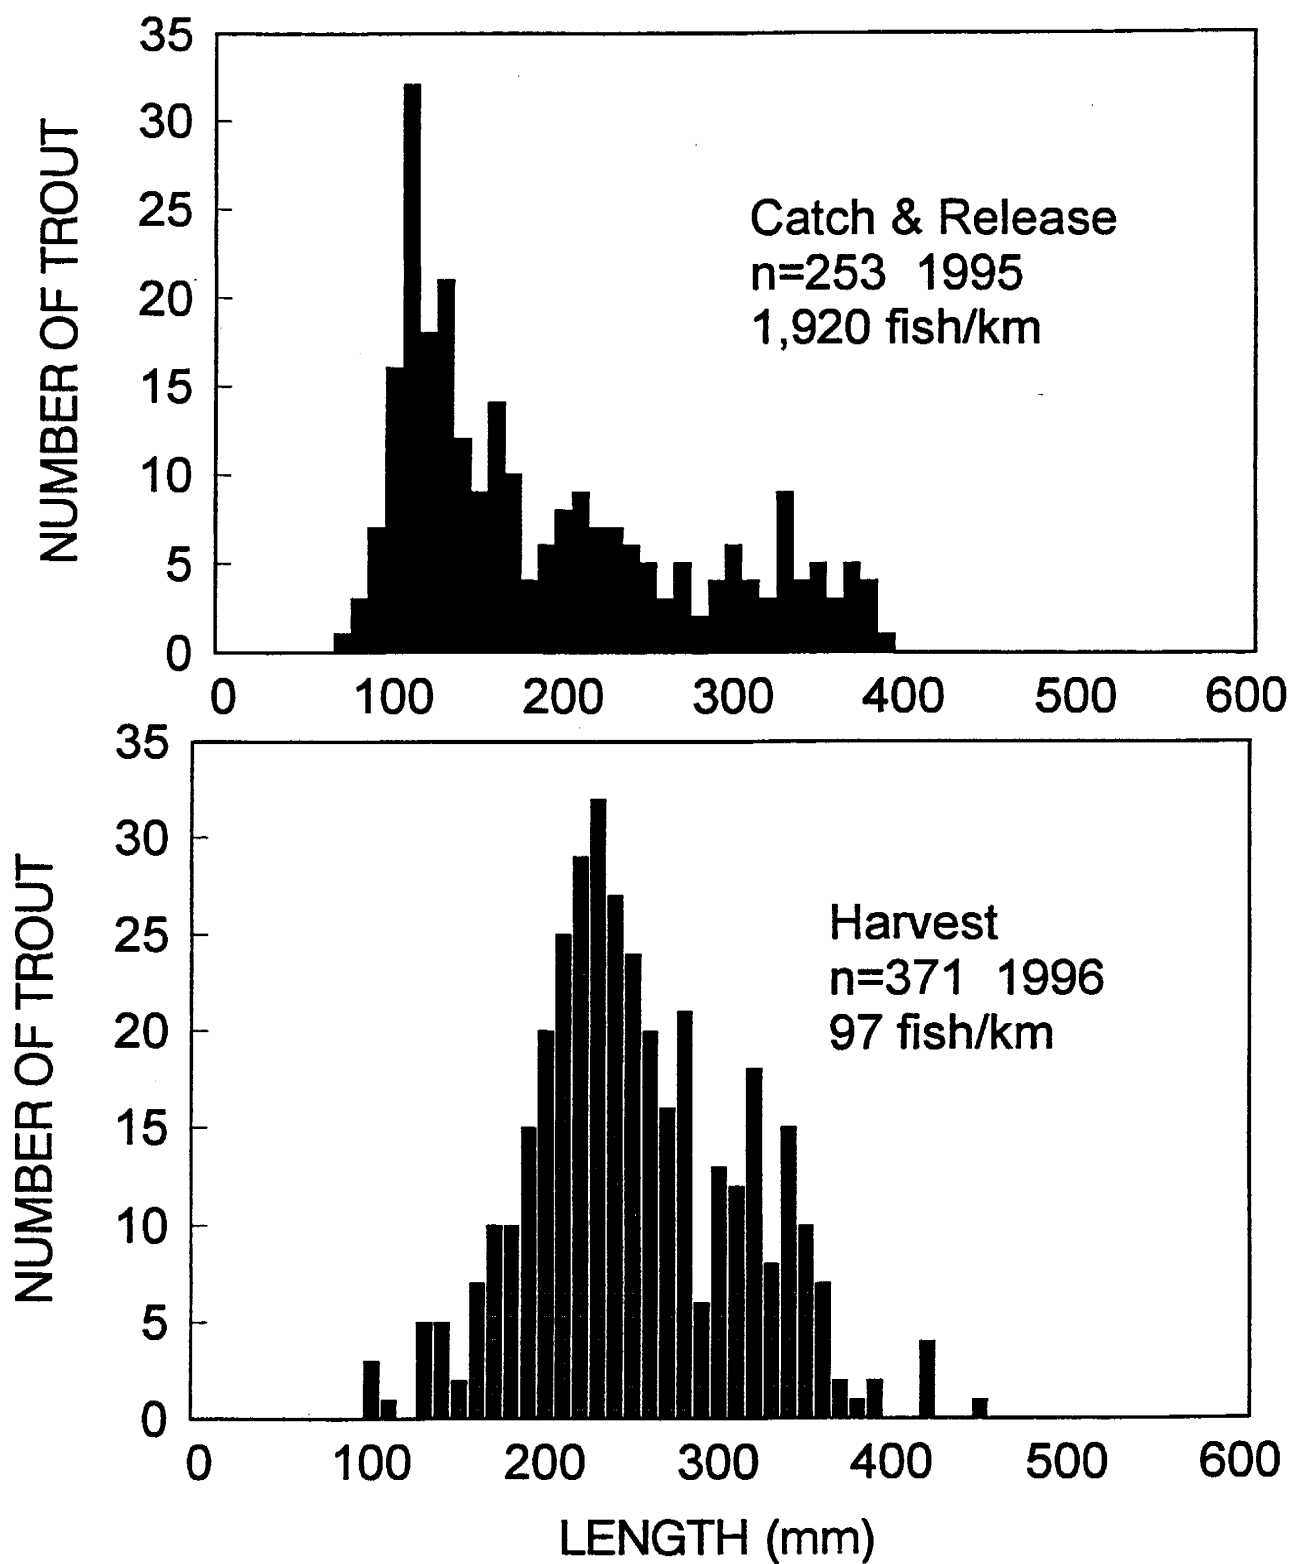 35
30
25
20
15
10
5
0
NUMBER OF TROUT
Catch & Release
n=253 1995
1,920 fish/km
0 100 200 300 400 500 600
35
30
25
20
15
10
5
0
NUMBER OF TROUT
Harvest
n=371 1996
97 fish/km
0 100 200 300 400 500 600
LENGTH (mm)